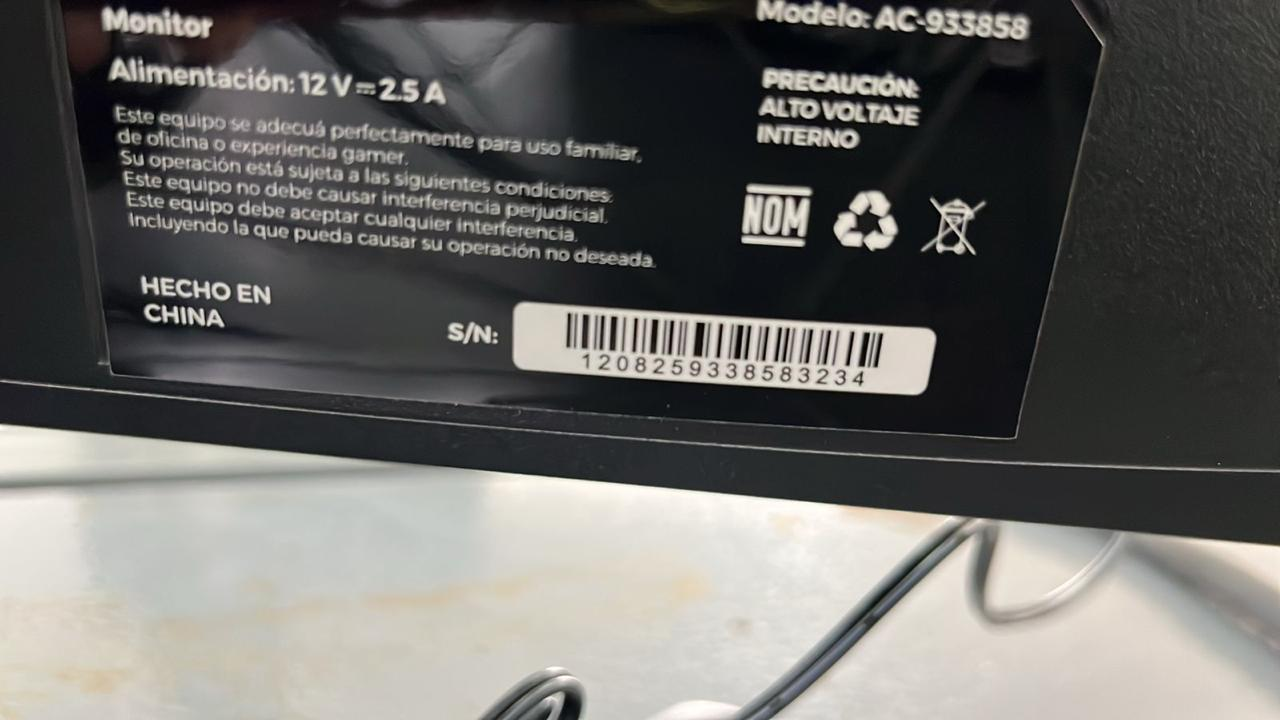 Monitor
Modelo: AC-933858
Alimentación: 12 V⎓2.5 A
PRECAUCIÓN:
ALTO VOLTAJE
INTERNO
Este equipo se adecuá perfectamente para uso familiar,
de oficina o experiencia gamer.
Su operación está sujeta a las siguientes condiciones:
Este equipo no debe causar interferencia perjudicial.
Este equipo debe aceptar cualquier interferencia.
Incluyendo la que pueda causar su operación no deseada.
NOM
HECHO EN
CHINA
S/N:
1208259338583234